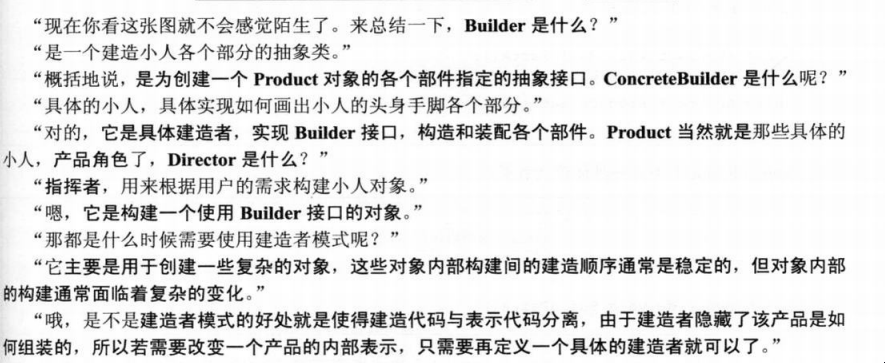 “现在你看这张图就不会感觉陌生了。来总结一下，Builder 是什么？”
“是一个建造小人各个部分的抽象类。”
“概括地说，是为创建一个 Product 对象的各个部件指定的抽象接口。ConcreteBuilder 是什么呢？”
“具体的小人，具体实现如何画出小人的头身手脚各个部分。”
“对的，它是具体建造者，实现 Builder 接口，构造和装配各个部件。Product 当然就是那些具体的
小人，产品角色了，Director 是什么？”
“指挥者，用来根据用户的需求构建小人对象。”
“嗯，它是构建一个使用 Builder 接口的对象。”
“那都是什么时候需要使用建造者模式呢？”
“它主要是用于创建一些复杂的对象，这些对象内部构建间的建造顺序通常是稳定的，但对象内部
的构建通常面临着复杂的变化。”
“哦，是不是建造者模式的好处就是使得建造代码与表示代码分离，由于建造者隐藏了该产品是如
何组装的，所以若需要改变一个产品的内部表示，只需要再定义一个具体的建造者就可以了。”